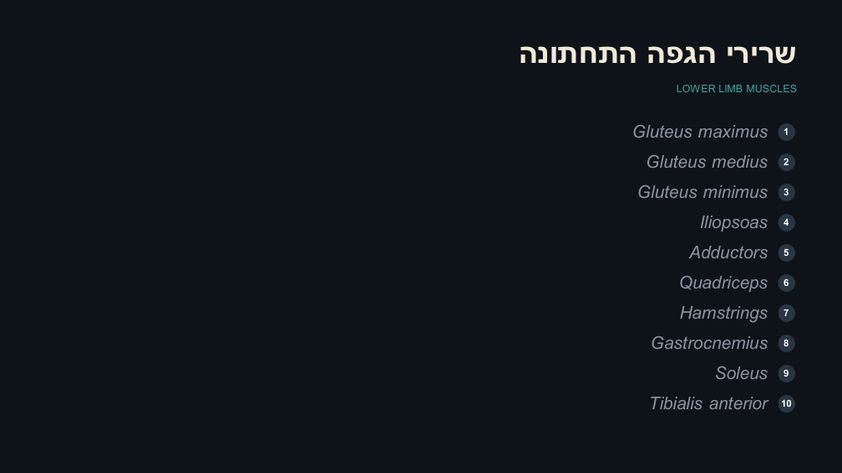 שרירי הגפה התחתונה
LOWER LIMB MUSCLES
1 Gluteus maximus
2 Gluteus medius
3 Gluteus minimus
4 Iliopsoas
5 Adductors
6 Quadriceps
7 Hamstrings
8 Gastrocnemius
9 Soleus
10 Tibialis anterior